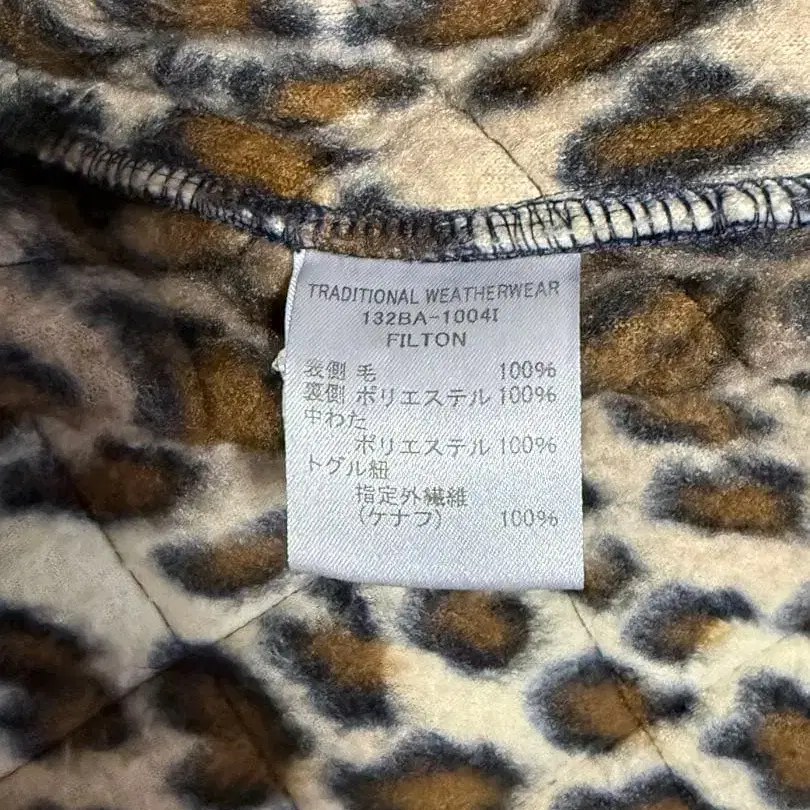 TRADITIONAL WEATHERWEAR
132BA-1004I
FILTON
表側 毛 100%
裏側 ポリエステル 100%
中わた
ポリエステル 100%
トグル紐
指定外繊維
(ケナフ) 100%